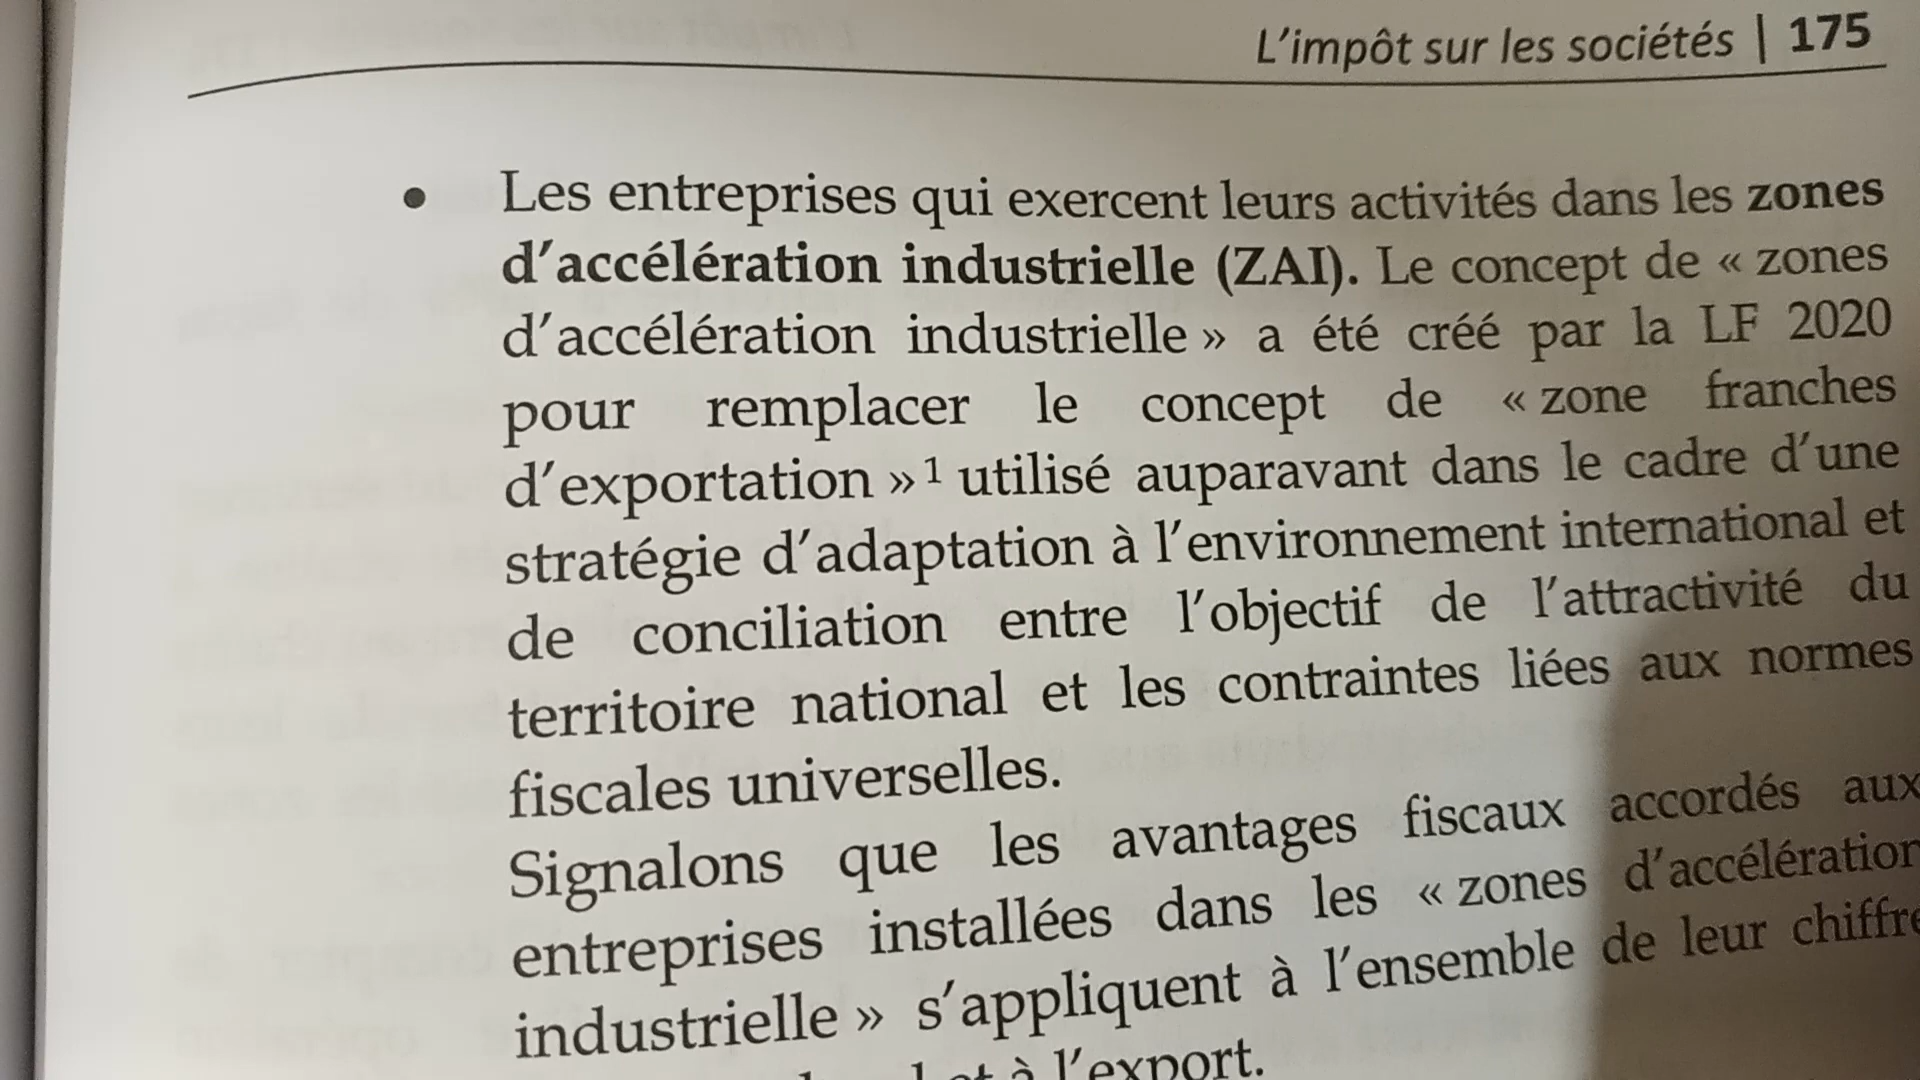 L'impôt sur les sociétés | 175
• Les entreprises qui exercent leurs activités dans les zones
d'accélération industrielle (ZAI). Le concept de « zones
d'accélération industrielle » a été créé par la LF 2020
pour remplacer le concept de « zone franches
d'exportation »1 utilisé auparavant dans le cadre d'une
stratégie d'adaptation à l'environnement international et
de conciliation entre l'objectif de l'attractivité du
territoire national et les contraintes liées aux normes
fiscales universelles.
Signalons que les avantages fiscaux accordés aux
entreprises installées dans les « zones d'accélération
industrielle » s'appliquent à l'ensemble de leur chiffre
et à l'export.